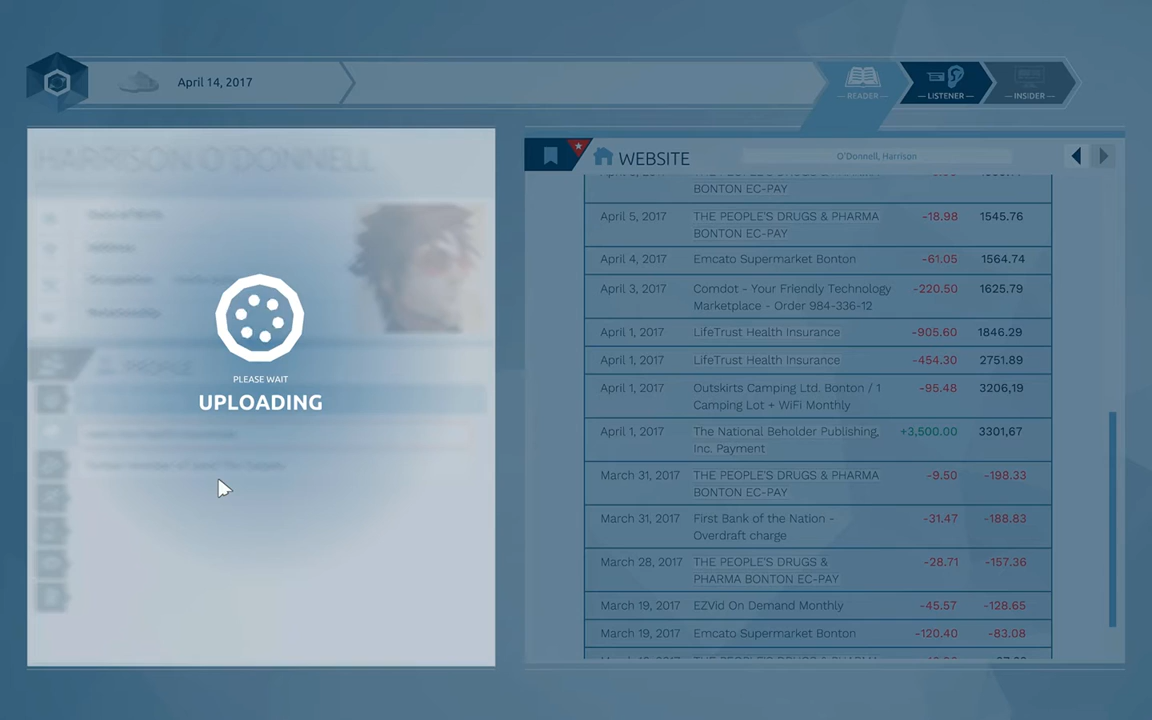 April 14, 2017
— READER —
— LISTENER —
— INSIDER —
HARRISON O'DONNELL
PLEASE WAIT
UPLOADING
WEBSITE
O'Donnell, Harrison
BONTON EC-PAY
April 5, 2017 THE PEOPLE'S DRUGS & PHARMA -18.98 1545.76
BONTON EC-PAY
April 4, 2017 Emcato Supermarket Bonton -61.05 1564.74
April 3, 2017 Comdot - Your Friendly Technology -220.50 1625.79
Marketplace - Order 984-336-12
April 1, 2017 LifeTrust Health Insurance -905.60 1846.29
April 1, 2017 LifeTrust Health Insurance -454.30 2751.89
April 1, 2017 Outskirts Camping Ltd. Bonton / 1 -95.48 3206,19
Camping Lot + WiFi Monthly
April 1, 2017 The National Beholder Publishing, +3,500.00 3301,67
Inc. Payment
March 31, 2017 THE PEOPLE'S DRUGS & PHARMA -9.50 -198.33
BONTON EC-PAY
March 31, 2017 First Bank of the Nation - -31.47 -188.83
Overdraft charge
March 28, 2017 THE PEOPLE'S DRUGS & -28.71 -157.36
PHARMA BONTON EC-PAY
March 19, 2017 EZVid On Demand Monthly -45.57 -128.65
March 19, 2017 Emcato Supermarket Bonton -120.40 -83.08